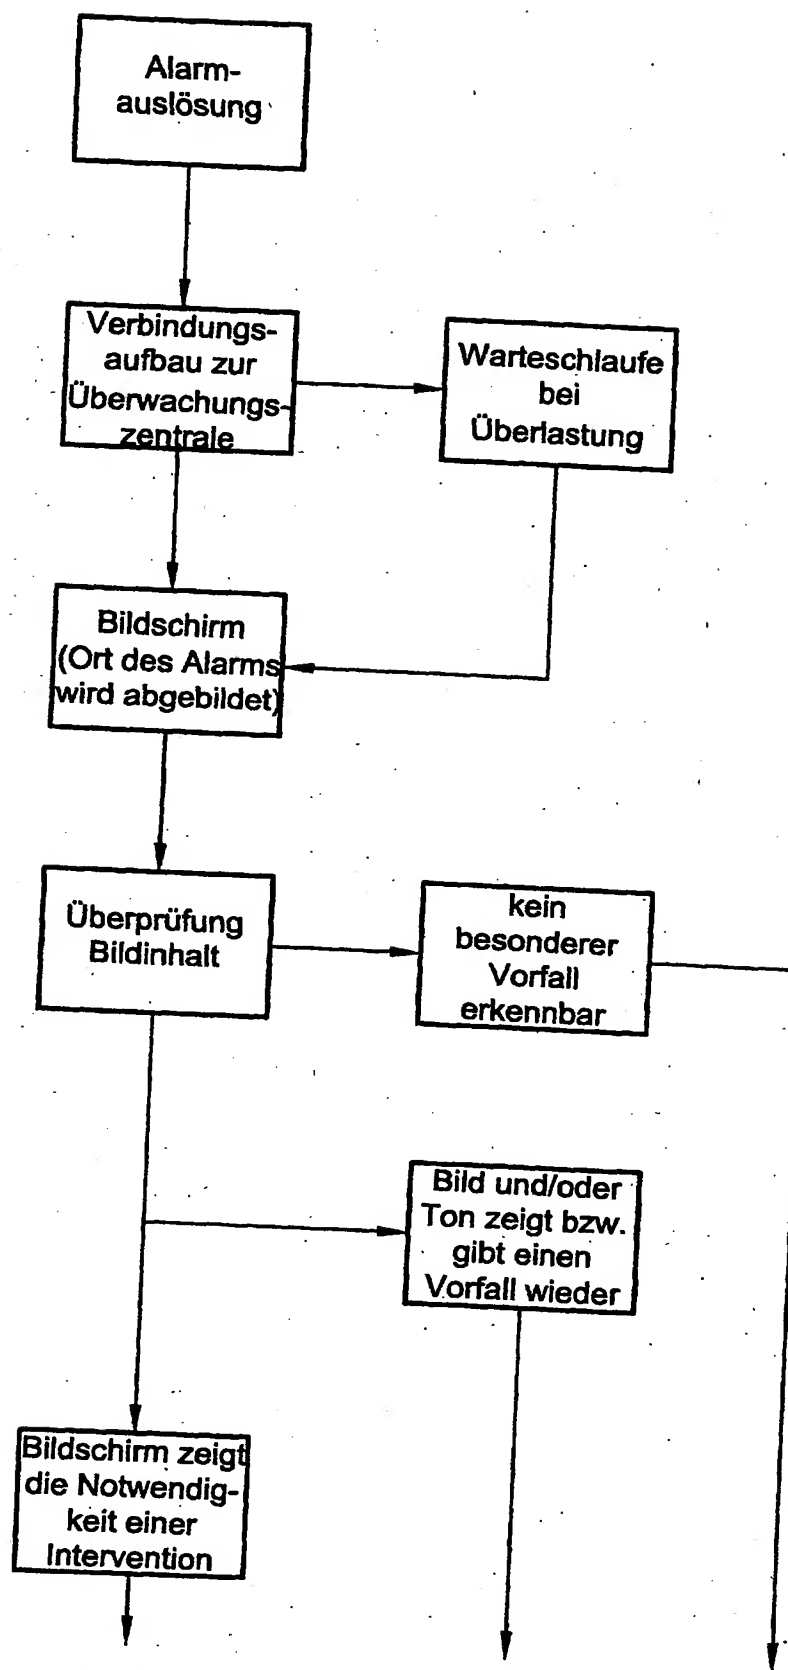 Alarm-
auslösung
Verbindungs-
aufbau zur
Überwachungs-
zentrale
Warteschlaufe
bei
Überlastung
Bildschirm
(Ort des Alarms
wird abgebildet)
Überprüfung
Bildinhalt
kein
besonderer
Vorfall
erkennbar
Bild und/oder
Ton zeigt bzw.
gibt einen
Vorfall wieder
Bildschirm zeigt
die Notwendig-
keit einer
Intervention